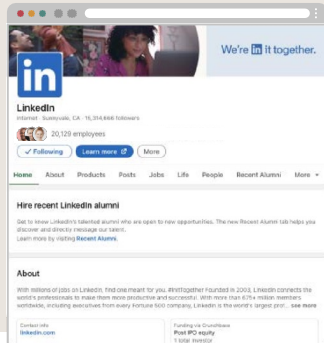 We're in it together.
in
LinkedIn
Internet · Sunnyvale, CA · 15,314,666 followers
20,129 employees
✓ Following
Learn more
More
Home About Products Posts Jobs Life People Recent Alumni More
Hire recent LinkedIn alumni
Get to know LinkedIn's talented alumni who are open to new opportunities. The new Recent Alumni tab helps you
discover and directly message our talent.
Learn more by visiting Recent Alumni.
About
With millions of jobs on LinkedIn, find one meant for you. #InItTogether Founded in 2003, LinkedIn connects the
world's professionals to make them more productive and successful. With more than 675+ million members
worldwide, including executives from every Fortune 500 company, LinkedIn is the world's largest prof... see more
Contact info
linkedin.com
Funding via Crunchbase
Post IPO equity
1 total investor